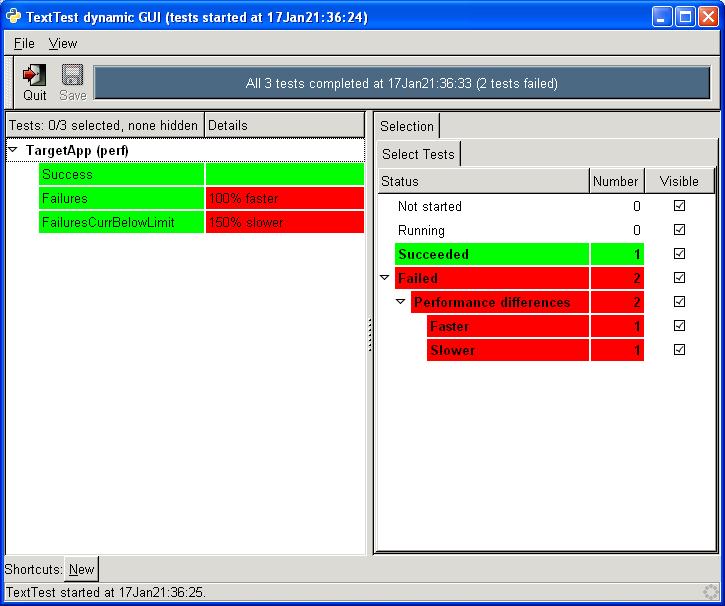 TextTest dynamic GUI (tests started at 17Jan21:36:24)
File View
Quit Save
All 3 tests completed at 17Jan21:36:33 (2 tests failed)
Tests: 0/3 selected, none hidden Details
TargetApp (perf)
Success
Failures 100% faster
FailuresCurrBelowLimit 150% slower
Selection
Select Tests
Status Number Visible
Not started 0
Running 0
Succeeded 1
Failed 2
Performance differences 2
Faster 1
Slower 1
Shortcuts: New
TextTest started at 17Jan21:36:25.